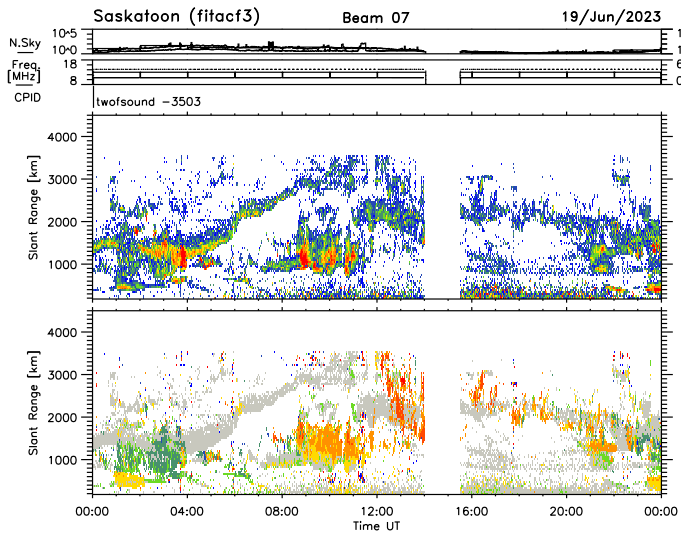 Saskatoon (fitacf3) Beam 07 19/Jun/2023
N.Sky 10^5 10^0
Freq. [MHz] 18 8 6
CPID twofsound -3503
Slant Range [km] 4000 3000 2000 1000
Slant Range [km] 4000 3000 2000 1000
00:00 04:00 08:00 12:00 16:00 20:00 00:00
Time UT